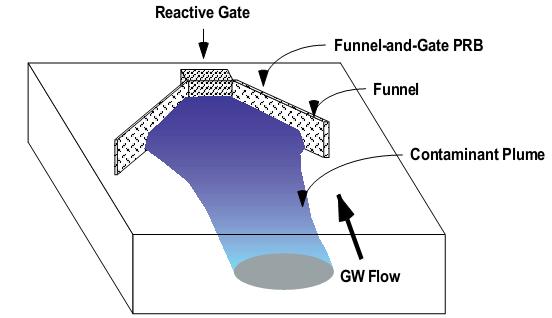 Reactive Gate
Funnel-and-Gate PRB
Funnel
Contaminant Plume
GW Flow